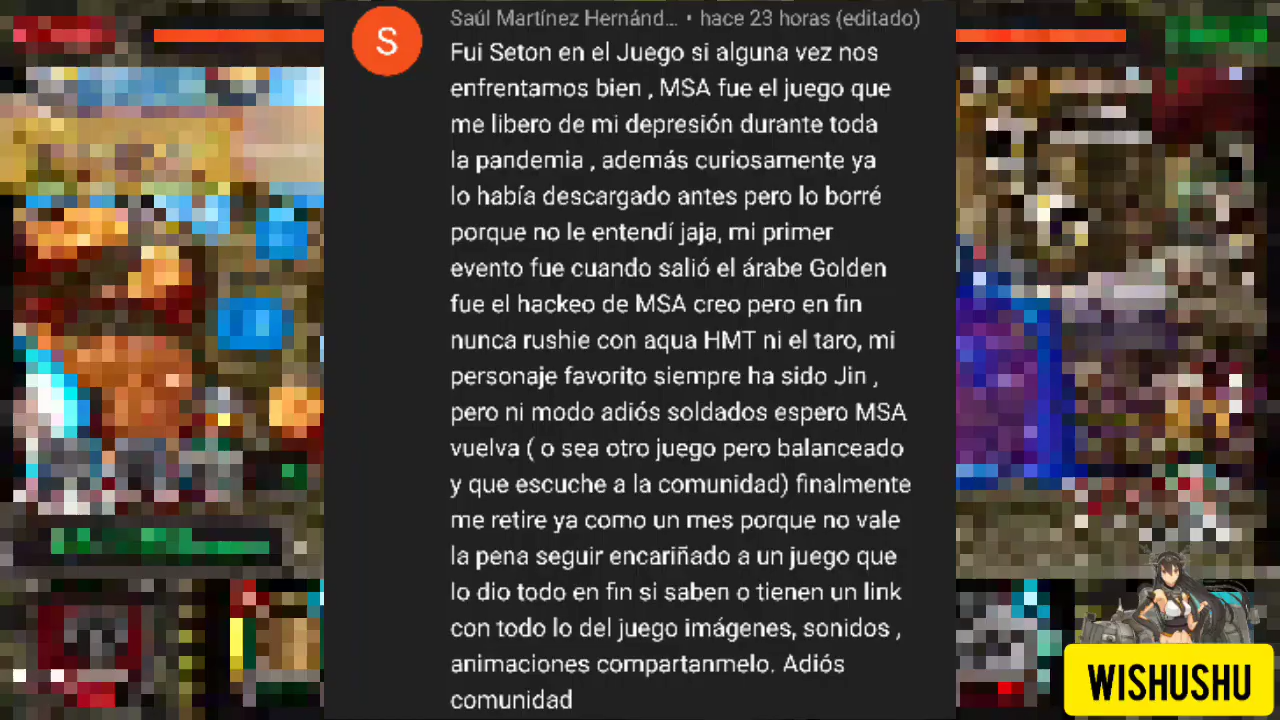 Saúl Martínez Hernánd... • hace 23 horas (editado)
S
Fui Seton en el Juego si alguna vez nos
enfrentamos bien , MSA fue el juego que
me libero de mi depresión durante toda
la pandemia , además curiosamente ya
lo había descargado antes pero lo borré
porque no le entendí jaja, mi primer
evento fue cuando salió el árabe Golden
fue el hackeo de MSA creo pero en fin
nunca rushie con aqua HMT ni el taro, mi
personaje favorito siempre ha sido Jin ,
pero ni modo adiós soldados espero MSA
vuelva ( o sea otro juego pero balanceado
y que escuche a la comunidad) finalmente
me retire ya como un mes porque no vale
la pena seguir encariñado a un juego que
lo dio todo en fin si saben o tienen un link
con todo lo del juego imágenes, sonidos ,
animaciones compartanmelo. Adiós
comunidad
WISHUSHU